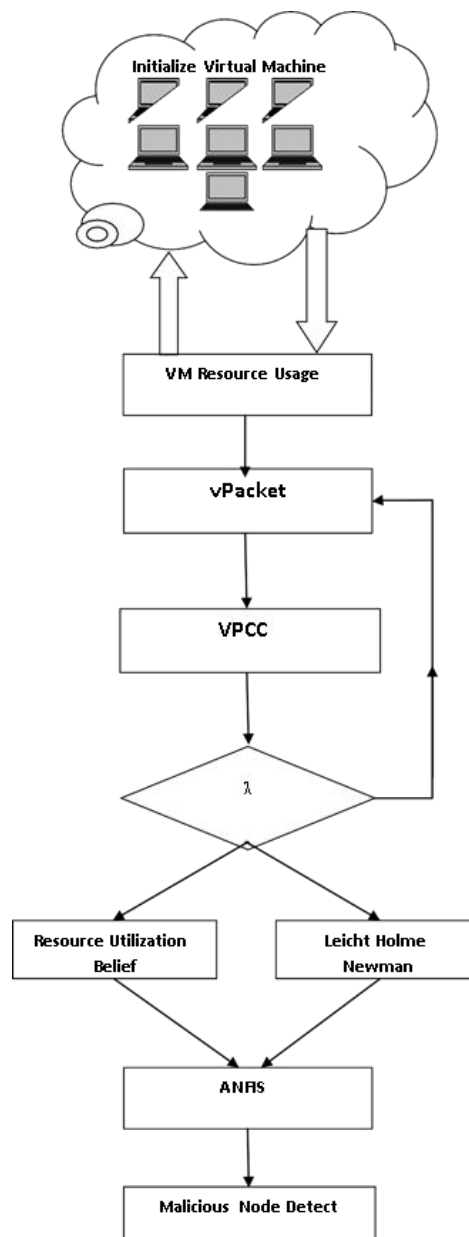 Initialize Virtual Machine
VM Resource Usage
vPacket
VPCC
λ
Resource Utilization
Belief
Leicht Holme
Newman
ANFIS
Malicious Node Detect